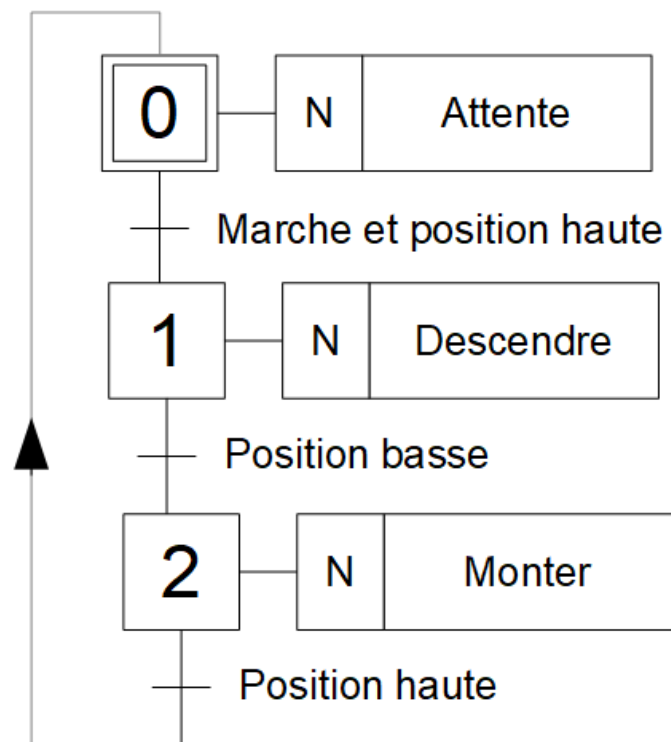 0 N Attente
Marche et position haute
1 N Descendre
Position basse
2 N Monter
Position haute